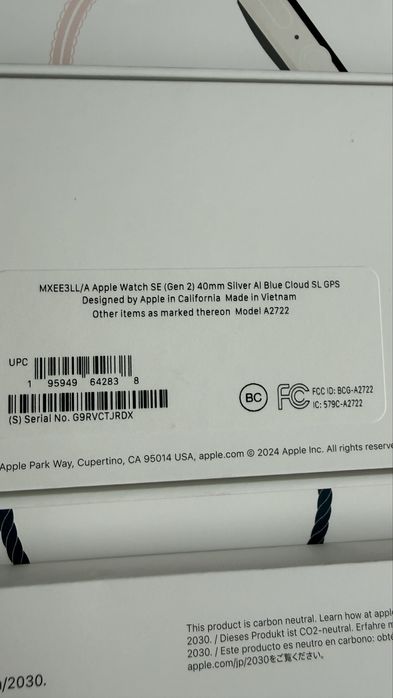 MXEE3LL/A Apple Watch SE (Gen 2) 40mm Silver Al Blue Cloud SL GPS
Designed by Apple in California Made in Vietnam
Other items as marked thereon Model A2722
UPC
1 95949 64283 8
(S) Serial No. G9RVCTJRDX
BC
FC FCC ID: BCG-A2722
IC: 579C-A2722
Apple Park Way, Cupertino, CA 95014 USA, apple.com © 2024 Apple Inc. All rights reserve
This product is carbon neutral. Learn how at appl
2030. / Dieses Produkt ist CO2-neutral. Erfahre m
2030. / Este producto es neutro en carbono: obté
apple.com/jp/2030をご覧ください。
/2030.